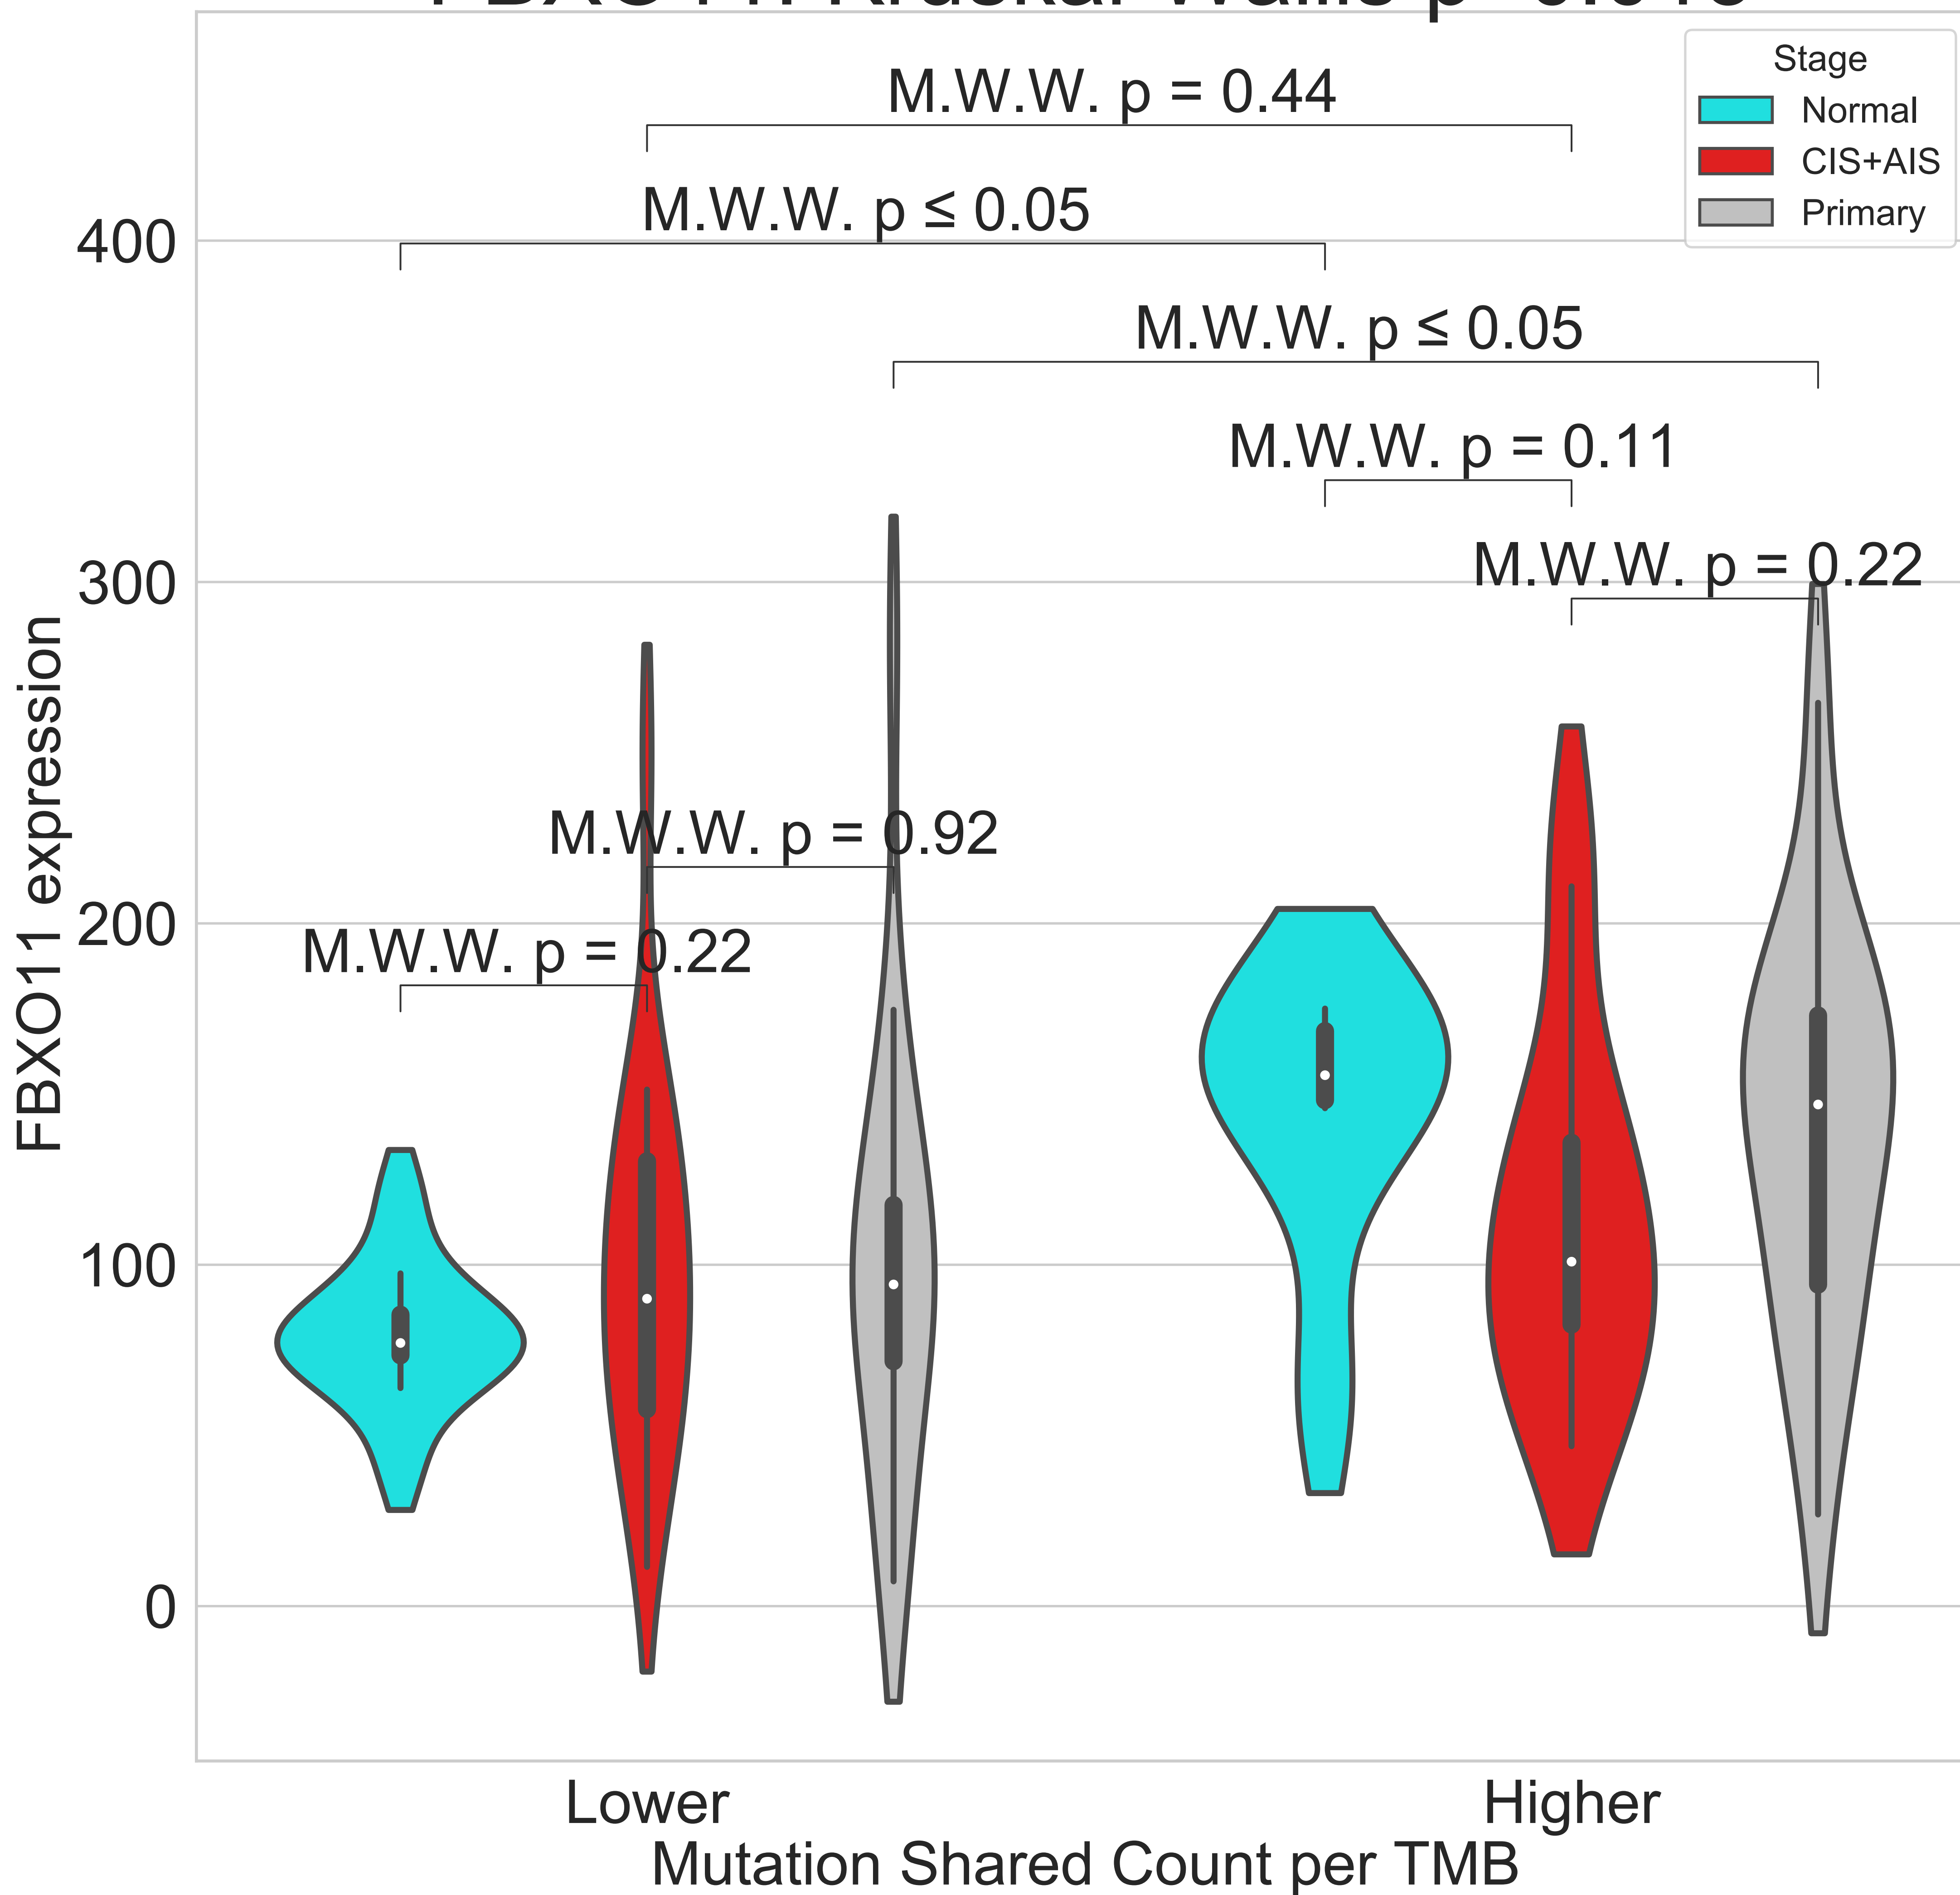 Stage
Normal
CIS+AIS
Primary
M.W.W. p = 0.44
M.W.W. p ≤ 0.05
M.W.W. p ≤ 0.05
M.W.W. p = 0.11
M.W.W. p = 0.22
M.W.W. p = 0.92
M.W.W. p = 0.22
400
300
200
100
0
FBXO11 expression
Lower
Higher
Mutation Shared Count per TMB